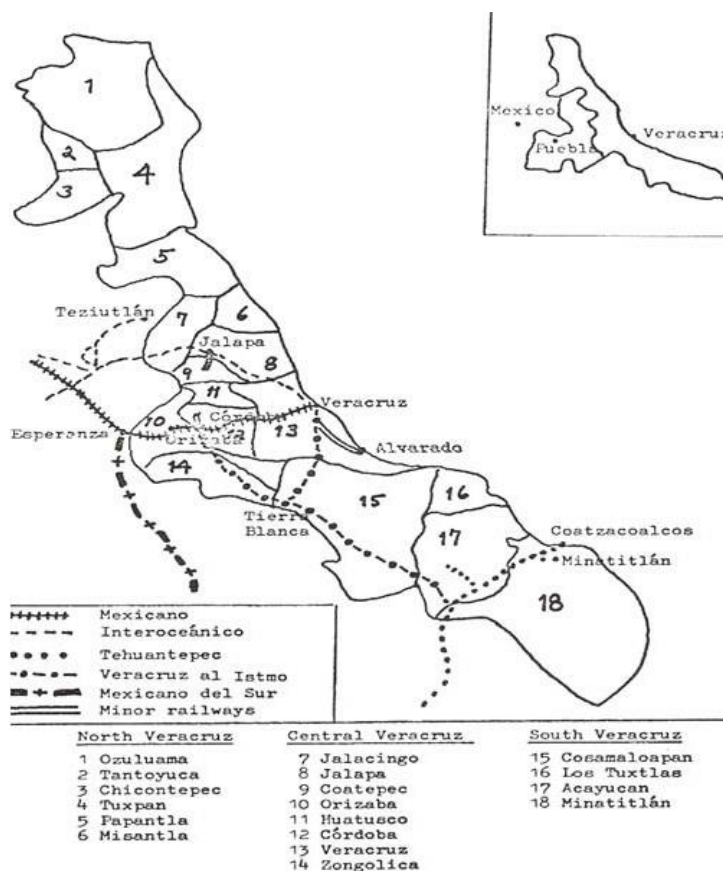 1
2
3
4
5
6
7
8
9
10
11
11
12
13
14
15
16
17
18
Mexico
Puebla
Veracruz
Teziutlán
Jalapa
Veracruz
Córdoba
Esperanza
Orizaba
Alvarado
Tierra
Blanca
Coatzacoalcos
Minatitlán
Mexicano
Interoceánico
Tehuantepec
Veracruz al Istmo
Mexicano del Sur
Minor railways
North Veracruz
1 Ozuluama
2 Tantoyuca
3 Chicontepec
4 Tuxpan
5 Papantla
6 Misantla
Central Veracruz
7 Jalacingo
8 Jalapa
9 Coatepec
10 Orizaba
11 Huatusco
12 Córdoba
13 Veracruz
14 Zongolica
South Veracruz
15 Cosamaloapan
16 Los Tuxtlas
17 Acayucan
18 Minatitlán